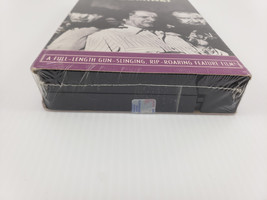 A FULL-LENGTH GUN-SLINGING, RIP-ROARING FEATURE FILM!